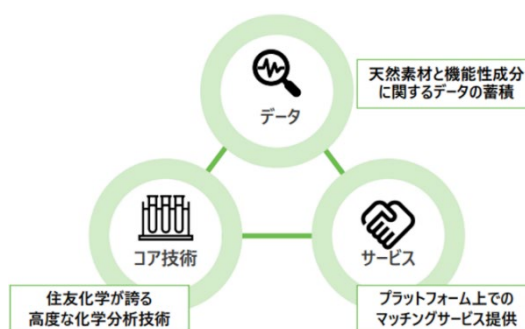 データ
天然素材と機能性成分
に関するデータの蓄積
コア技術
住友化学が誇る
高度な化学分析技術
サービス
プラットフォーム上での
マッチングサービス提供